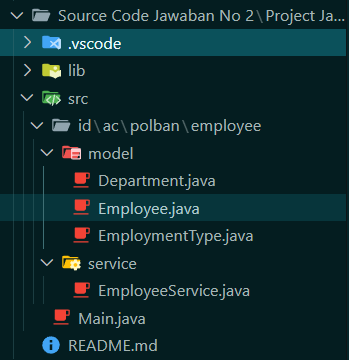 Source Code Jawaban No 2\Project Ja...
.vscode
lib
src
id\ac\polban\employee
model
Department.java
Employee.java
EmploymentType.java
service
EmployeeService.java
Main.java
README.md